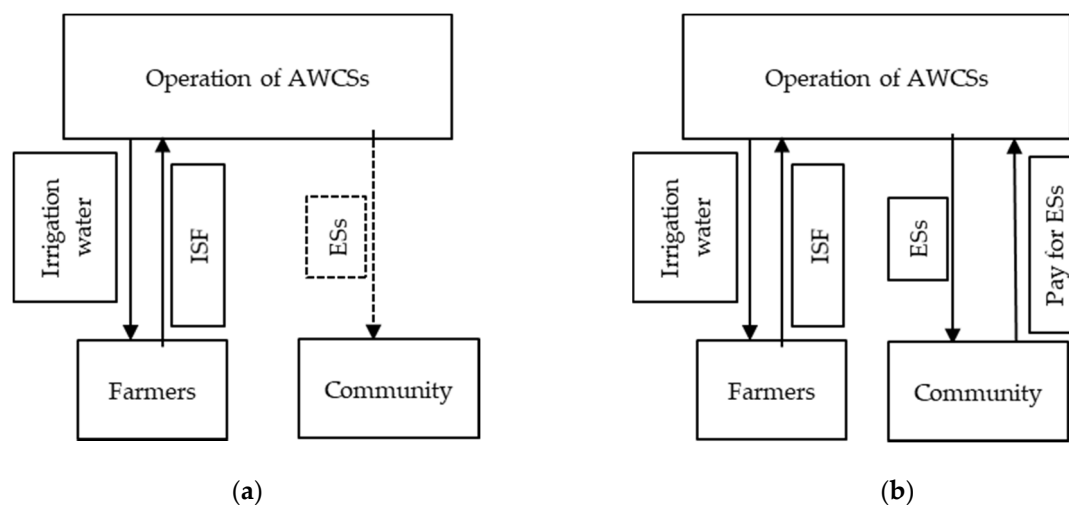 Operation of AWCSs
Irrigation
water
ISF
ESs
Farmers
Community
(a)
Operation of AWCSs
Irrigation
water
ISF
ESs
Pay for ESs
Farmers
Community
(b)